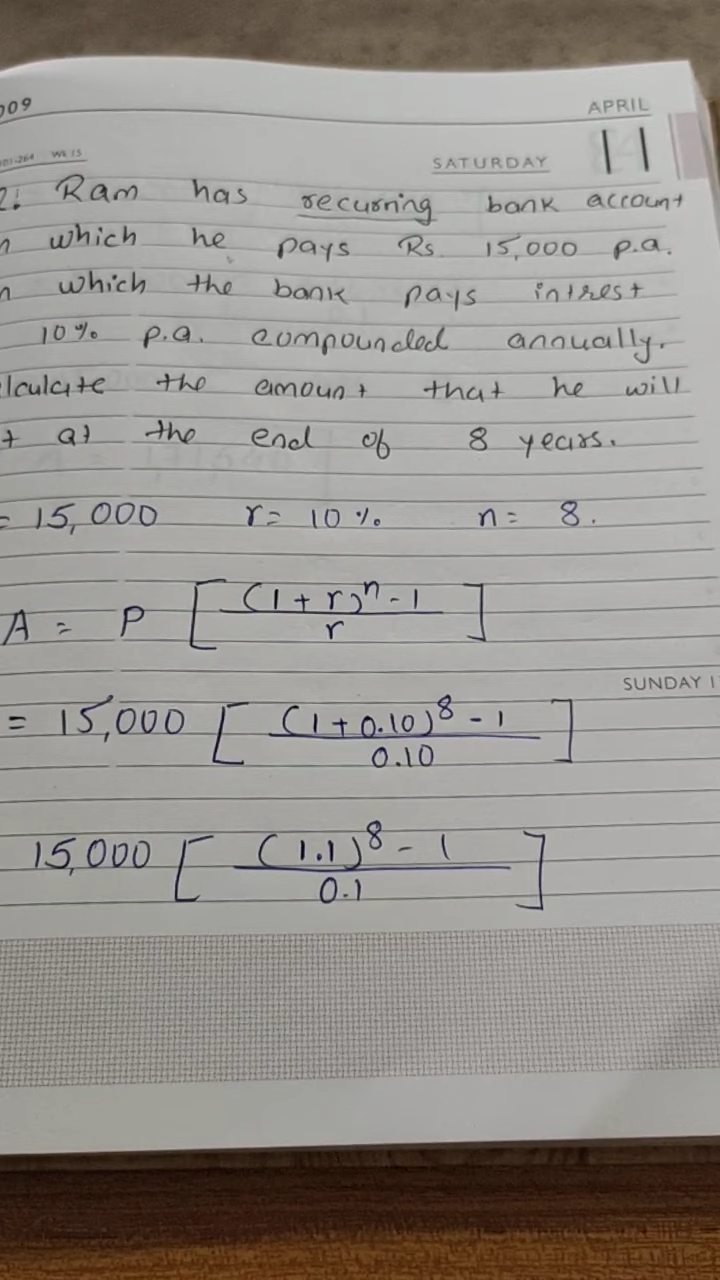 009
APRIL
WK 15
SATURDAY 11
2: Ram has recurring bank account
n which he pays Rs 15,000 p.a.
n which the bank pays intrest
10% p.a. compounded annually.
lculate the amount that he will
t at the end of 8 years.
= 15,000 r= 10% n= 8.
A = P [ (1+r)^n - 1 / r ]
SUNDAY 1
= 15,000 [ (1+0.10)^8 - 1 / 0.10 ]
15,000 [ (1.1)^8 - 1 / 0.1 ]